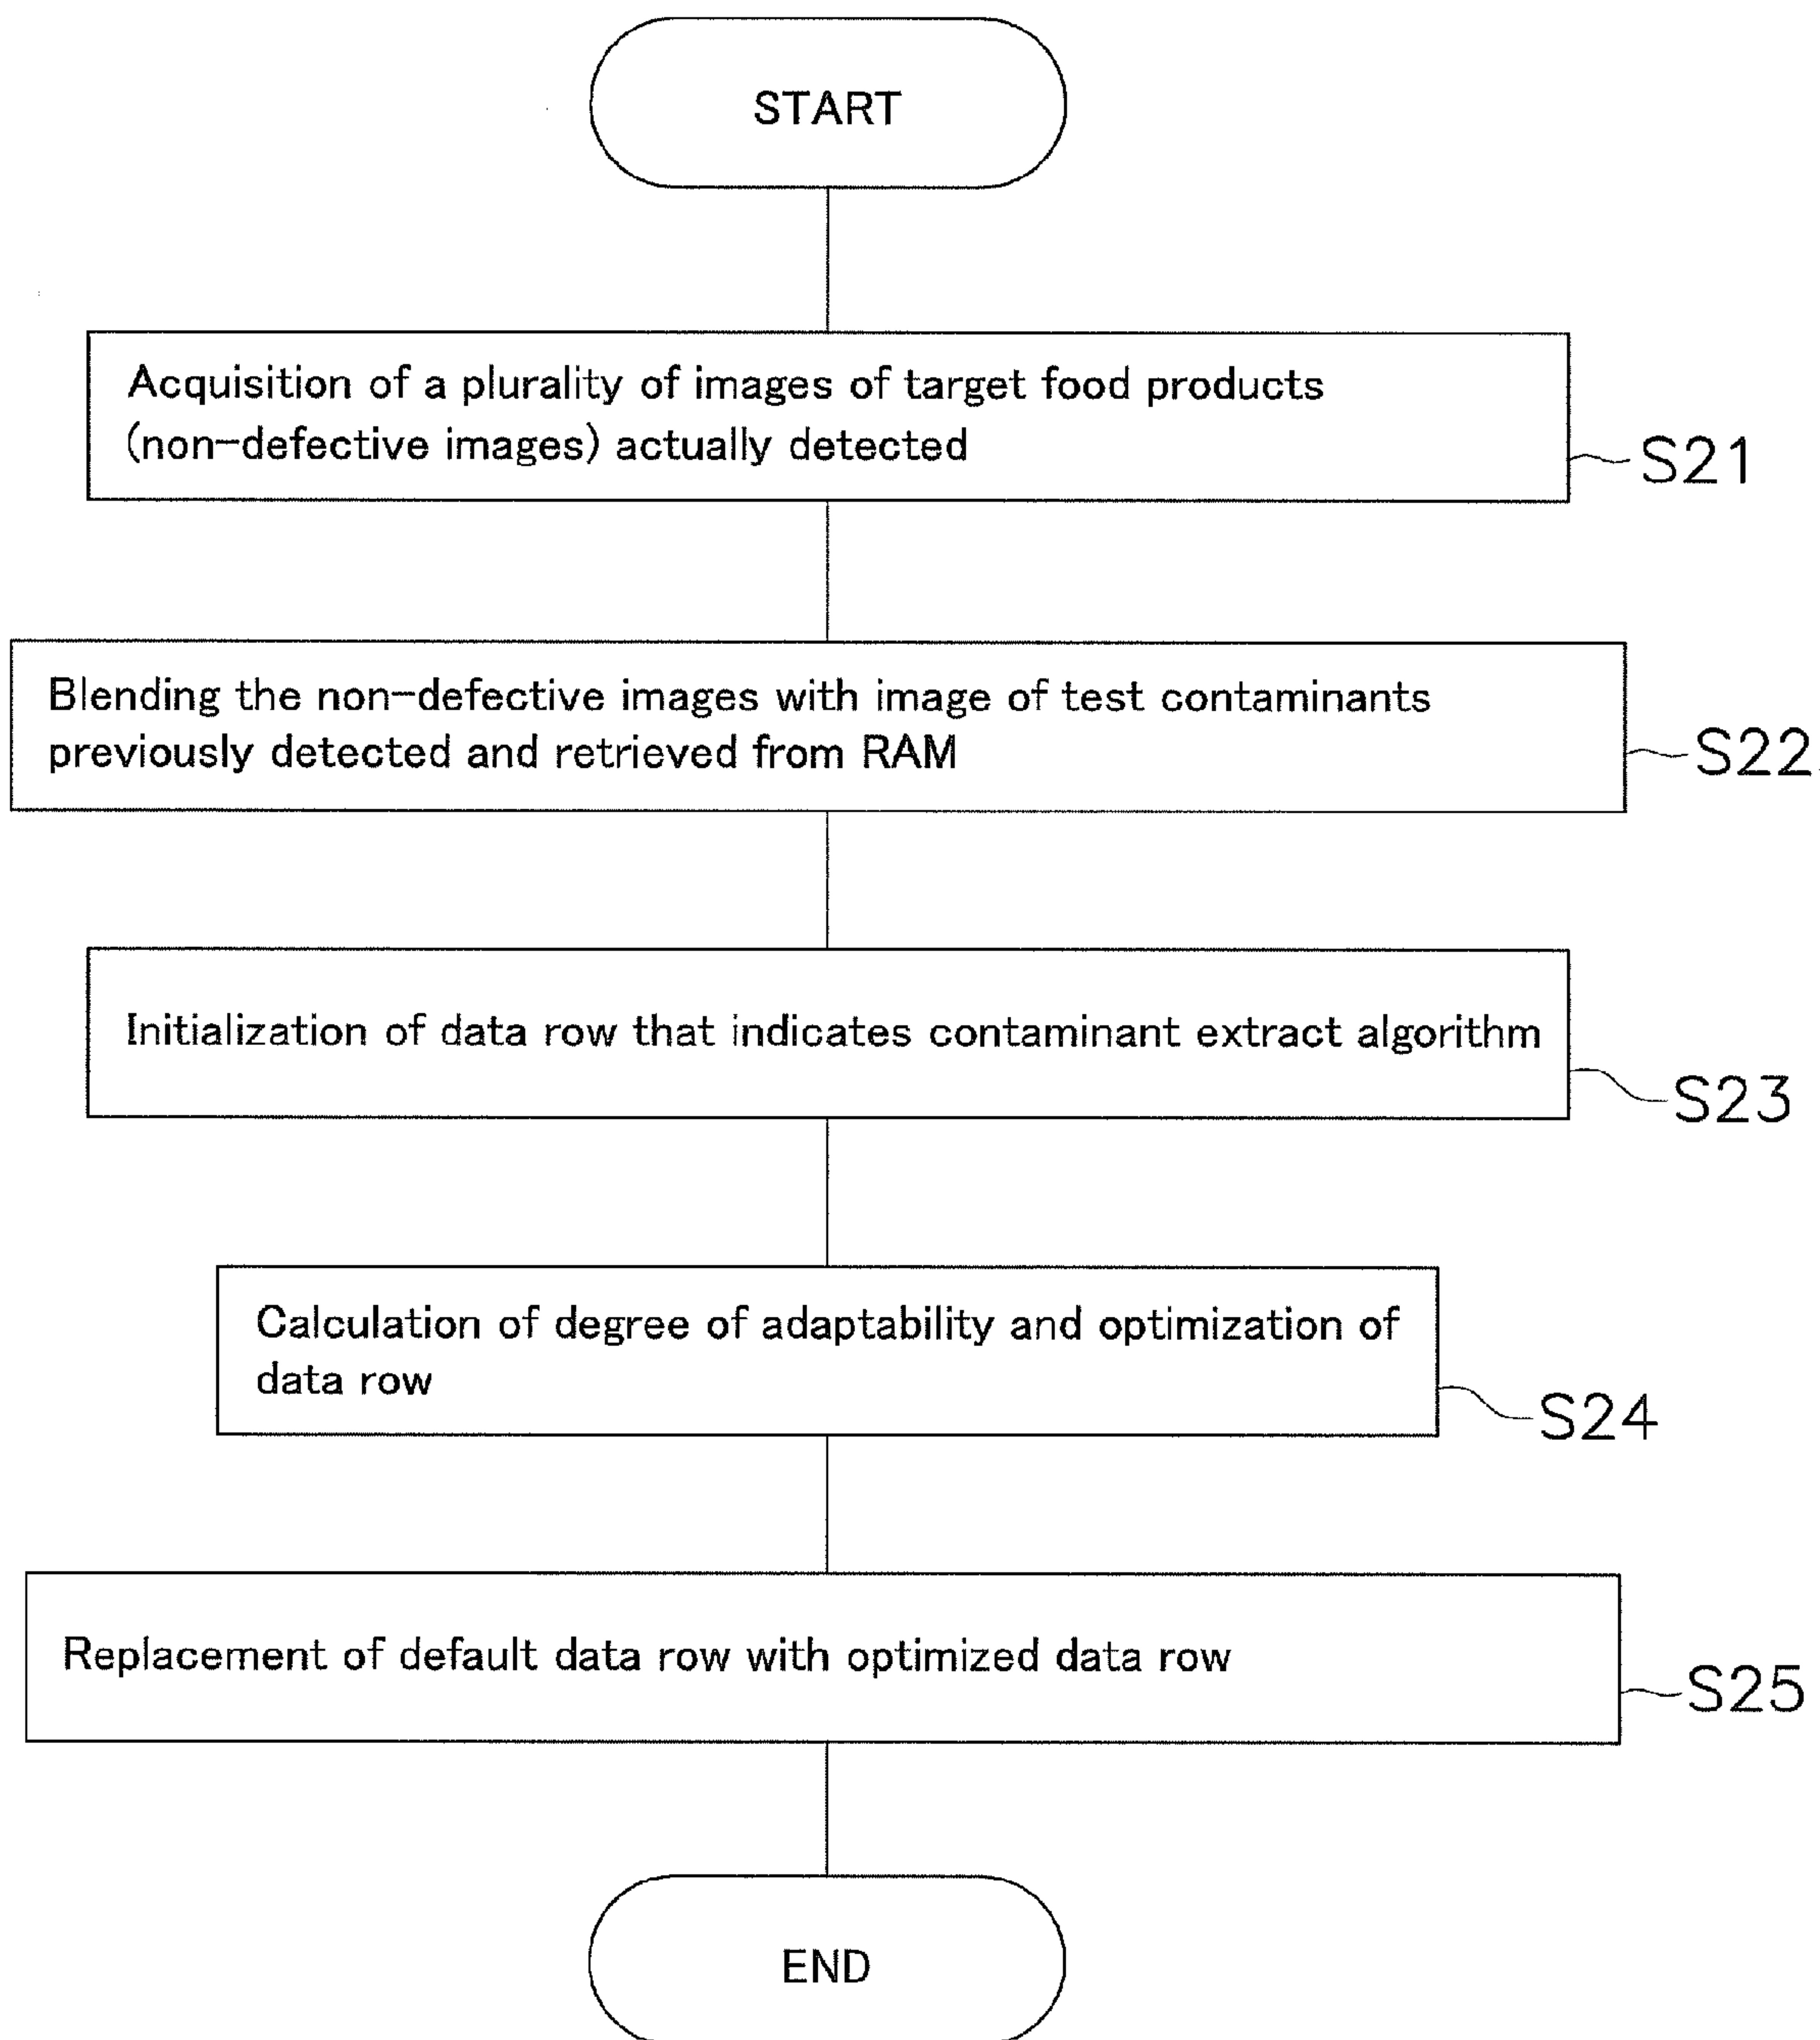 START
Acquisition of a plurality of images of target food products
(non-defective images) actually detected
S21
Blending the non-defective images with image of test contaminants
previously detected and retrieved from RAM
S22
Initialization of data row that indicates contaminant extract algorithm
S23
Calculation of degree of adaptability and optimization of
data row
S24
Replacement of default data row with optimized data row
S25
END